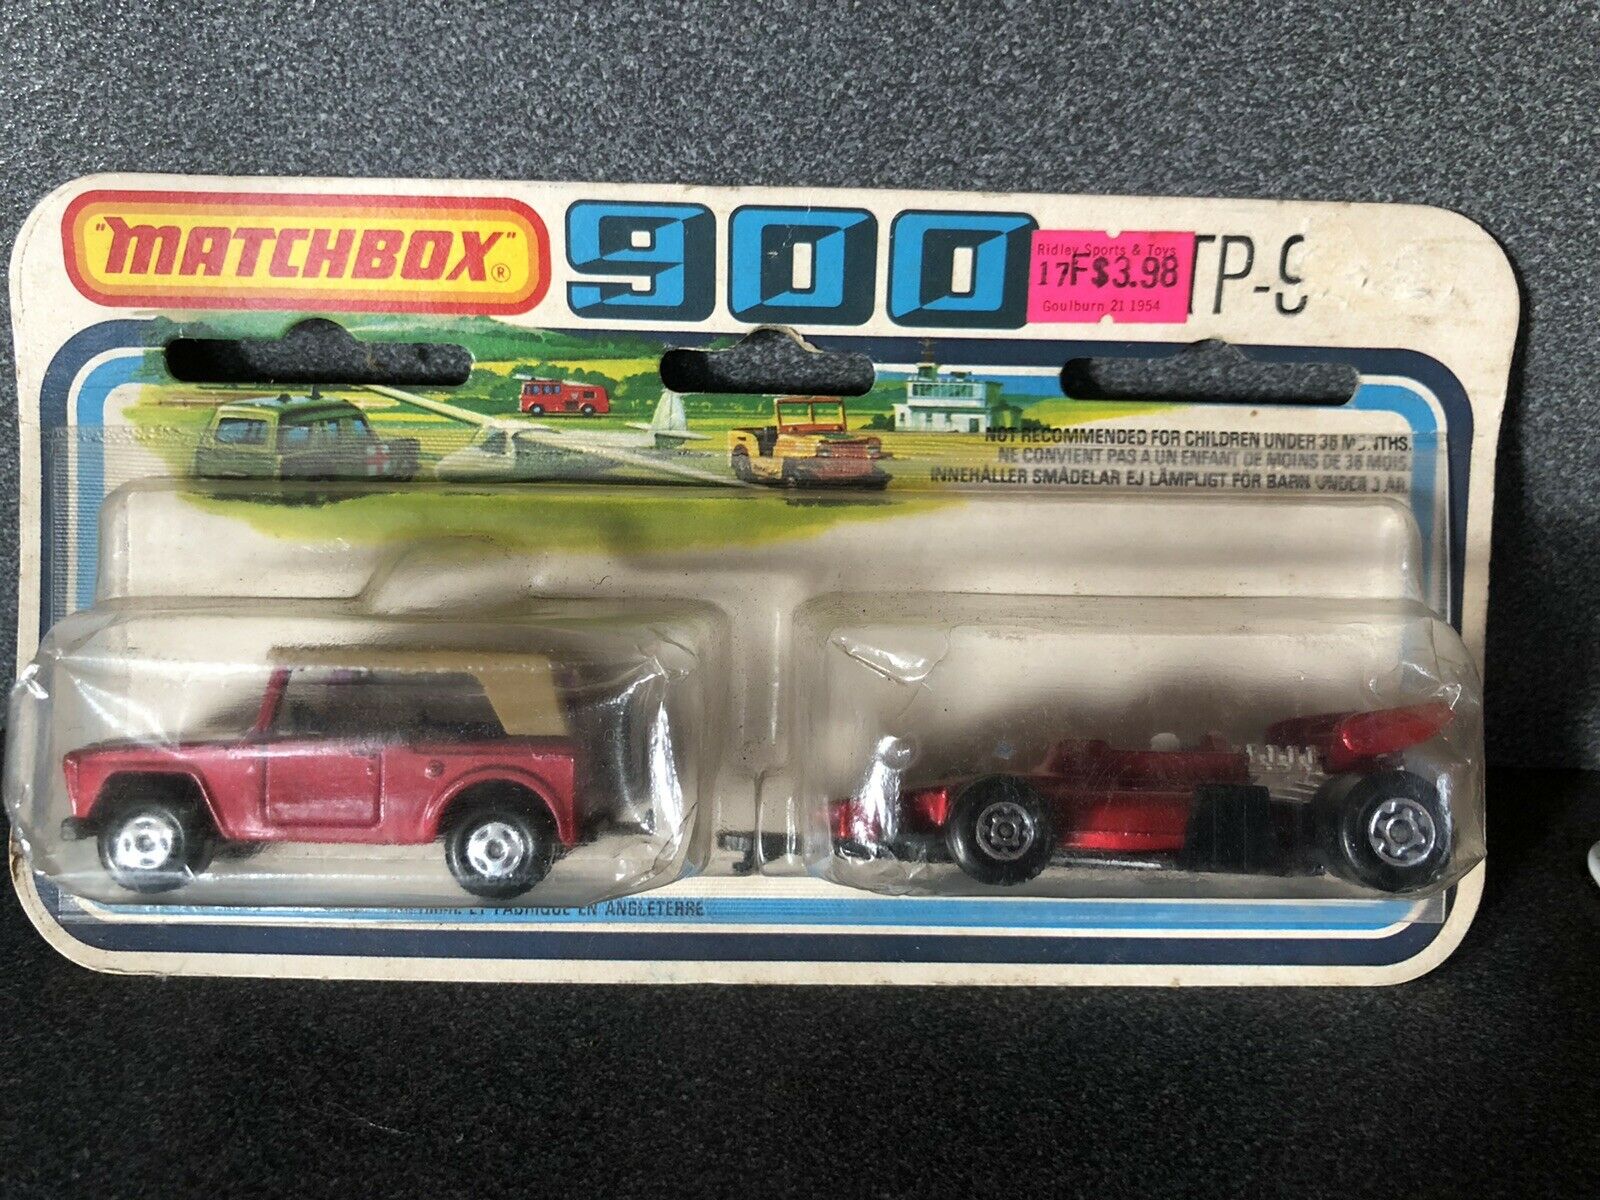 "MATCHBOX"®
900
TP-9
Ridley Sports & Toys
17F$3.98
Goulburn 21 1954
NOT RECOMMENDED FOR CHILDREN UNDER 36 MONTHS.
NE CONVIENT PAS A UN ENFANT DE MOINS DE 36 MOIS
INNEHÅLLER SMÅDELAR EJ LÄMPLIGT FÖR BARN UNDER 3 ÅR.
ET FABRIQUE EN ANGLETERRE